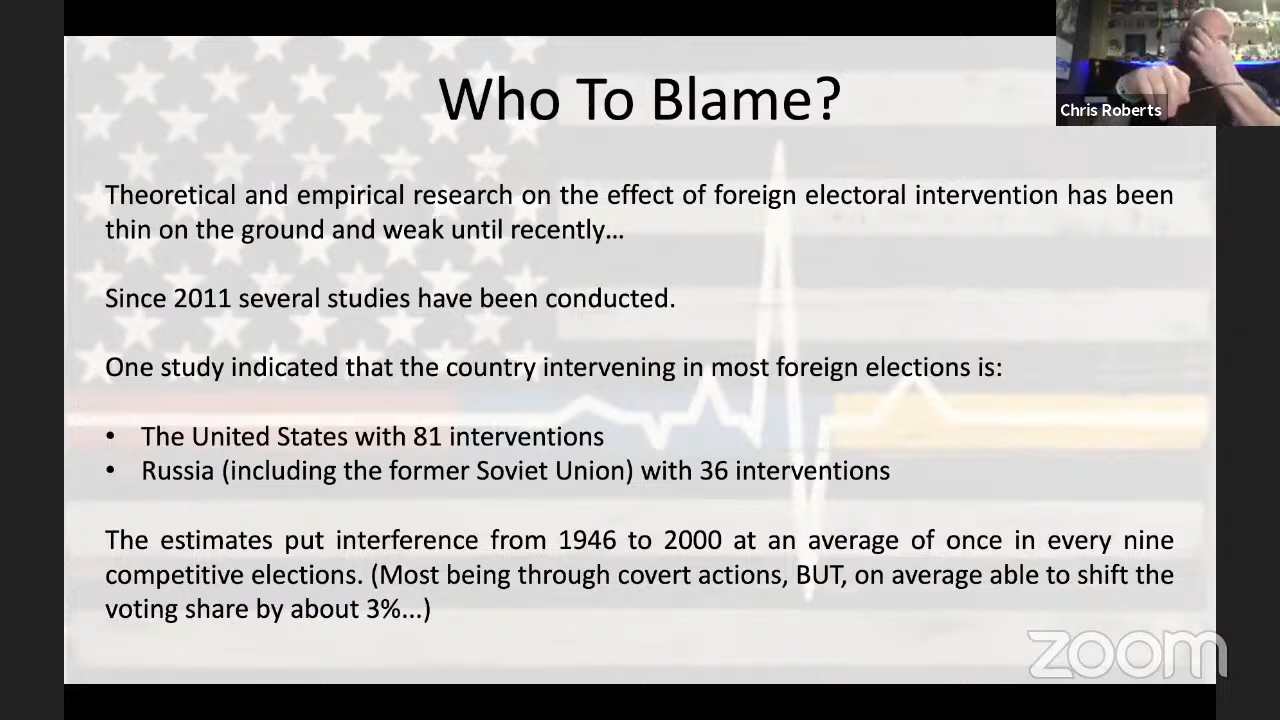 Who To Blame?
Chris Roberts
Theoretical and empirical research on the effect of foreign electoral intervention has been
thin on the ground and weak until recently…
Since 2011 several studies have been conducted.
One study indicated that the country intervening in most foreign elections is:
• The United States with 81 interventions
• Russia (including the former Soviet Union) with 36 interventions
The estimates put interference from 1946 to 2000 at an average of once in every nine
competitive elections. (Most being through covert actions, BUT, on average able to shift the
voting share by about 3%...)
zoom